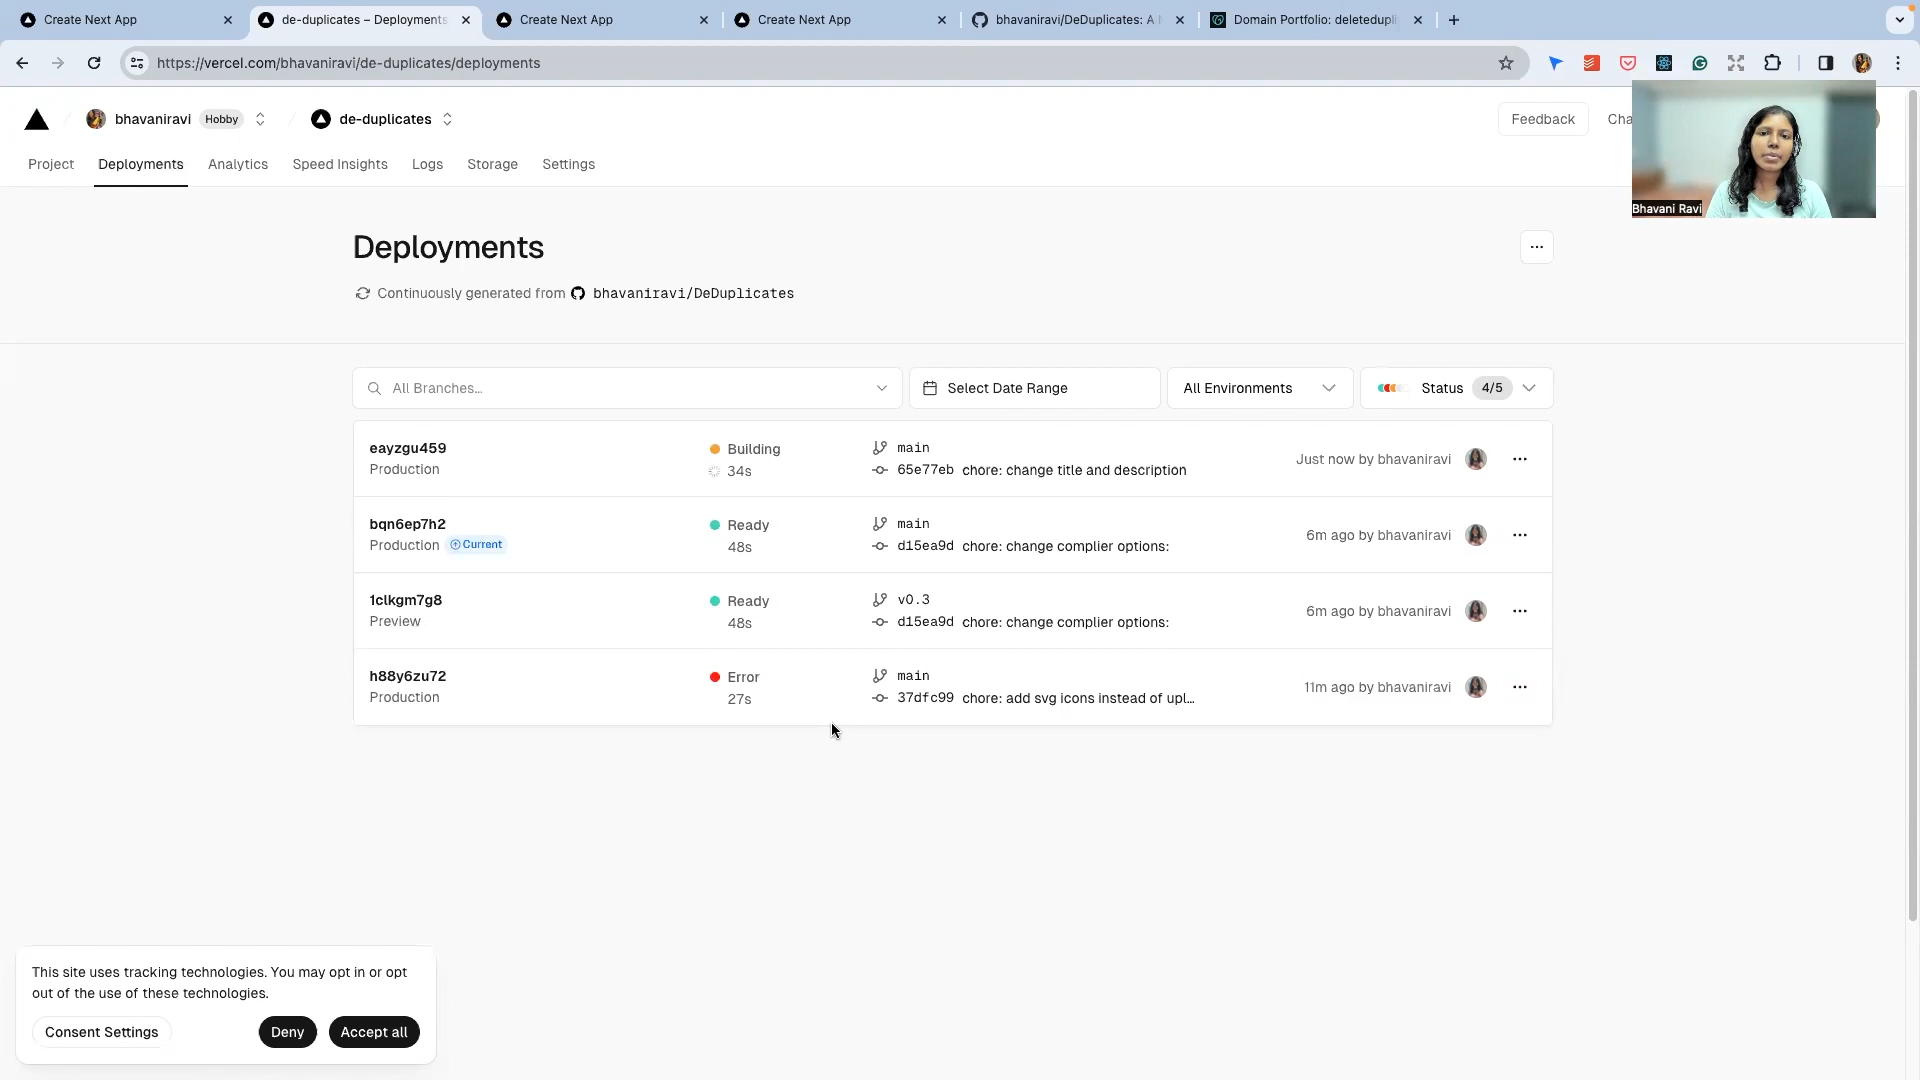 Create Next App
de-duplicates – Deployments
Create Next App
Create Next App
bhavaniravi/DeDuplicates: A
Domain Portfolio: deletedupli
https://vercel.com/bhavaniravi/de-duplicates/deployments
bhavaniravi Hobby
de-duplicates
Feedback
Cha
Project
Deployments
Analytics
Speed Insights
Logs
Storage
Settings
Bhavani Ravi
Deployments
Continuously generated from bhavaniravi/DeDuplicates
All Branches...
Select Date Range
All Environments
Status 4/5
eayzgu459
Production
Building
34s
main
65e77eb chore: change title and description
Just now by bhavaniravi
bqn6ep7h2
Production Current
Ready
48s
main
d15ea9d chore: change complier options:
6m ago by bhavaniravi
1clkgm7g8
Preview
Ready
48s
v0.3
d15ea9d chore: change complier options:
6m ago by bhavaniravi
h88y6zu72
Production
Error
27s
main
37dfc99 chore: add svg icons instead of upl...
11m ago by bhavaniravi
This site uses tracking technologies. You may opt in or opt
out of the use of these technologies.
Consent Settings
Deny
Accept all